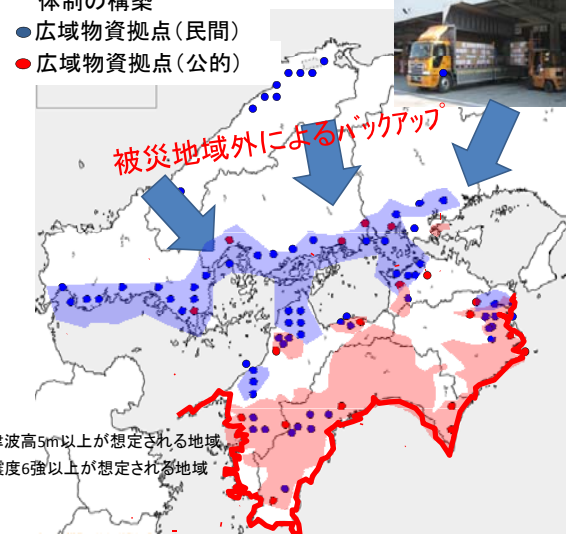 体制の構築
広域物資拠点(民間)
広域物資拠点(公的)
被災地域外によるバックアップ
波高5m以上が想定される地域
度6強以上が想定される地域